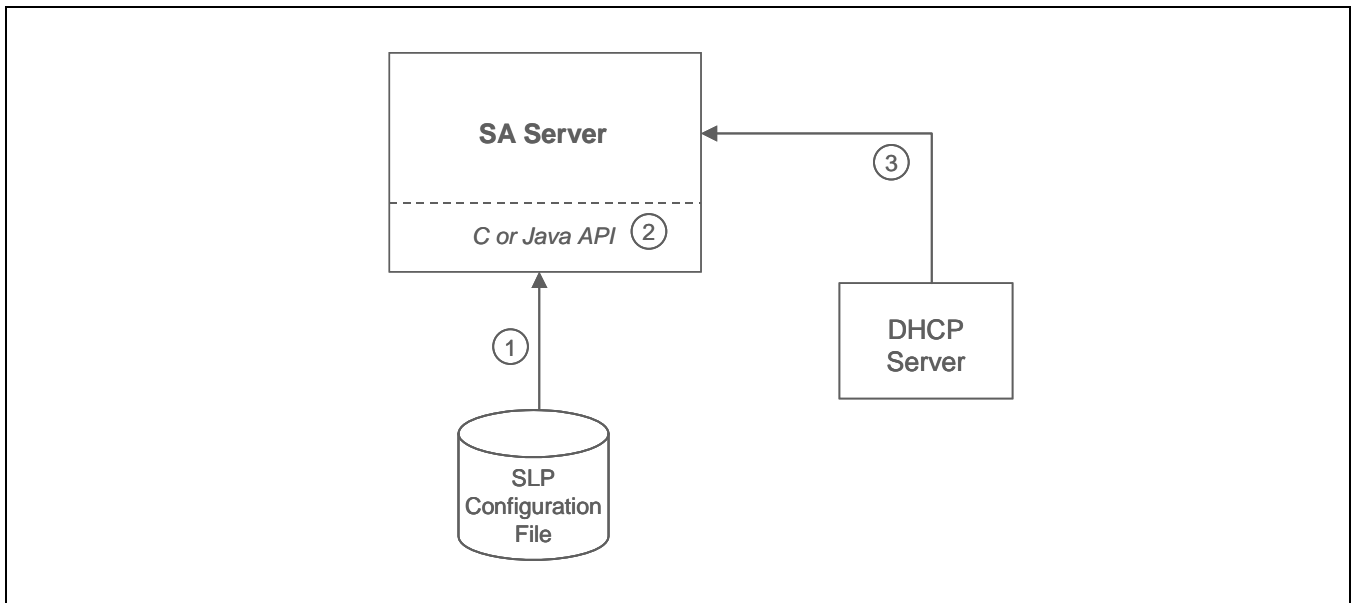 SA Server
3
C or Java API 2
1
DHCP
Server
SLP
Configuration
File